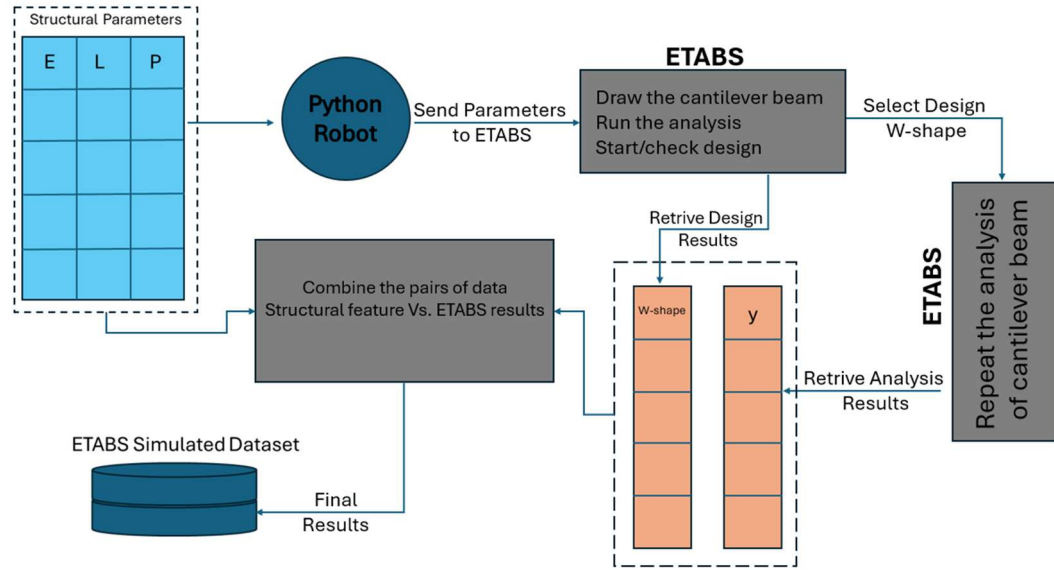 Structural Parameters
E L P
Python
Robot
Send Parameters
to ETABS
ETABS
Draw the cantilever beam
Run the analysis
Start/check design
Select Design
W-shape
ETABS
Repeat the analysis
of cantilever beam
Retrive Design
Results
W-shape
y
Retrive Analysis
Results
Combine the pairs of data
Structural feature Vs. ETABS results
Final
Results
ETABS Simulated Dataset